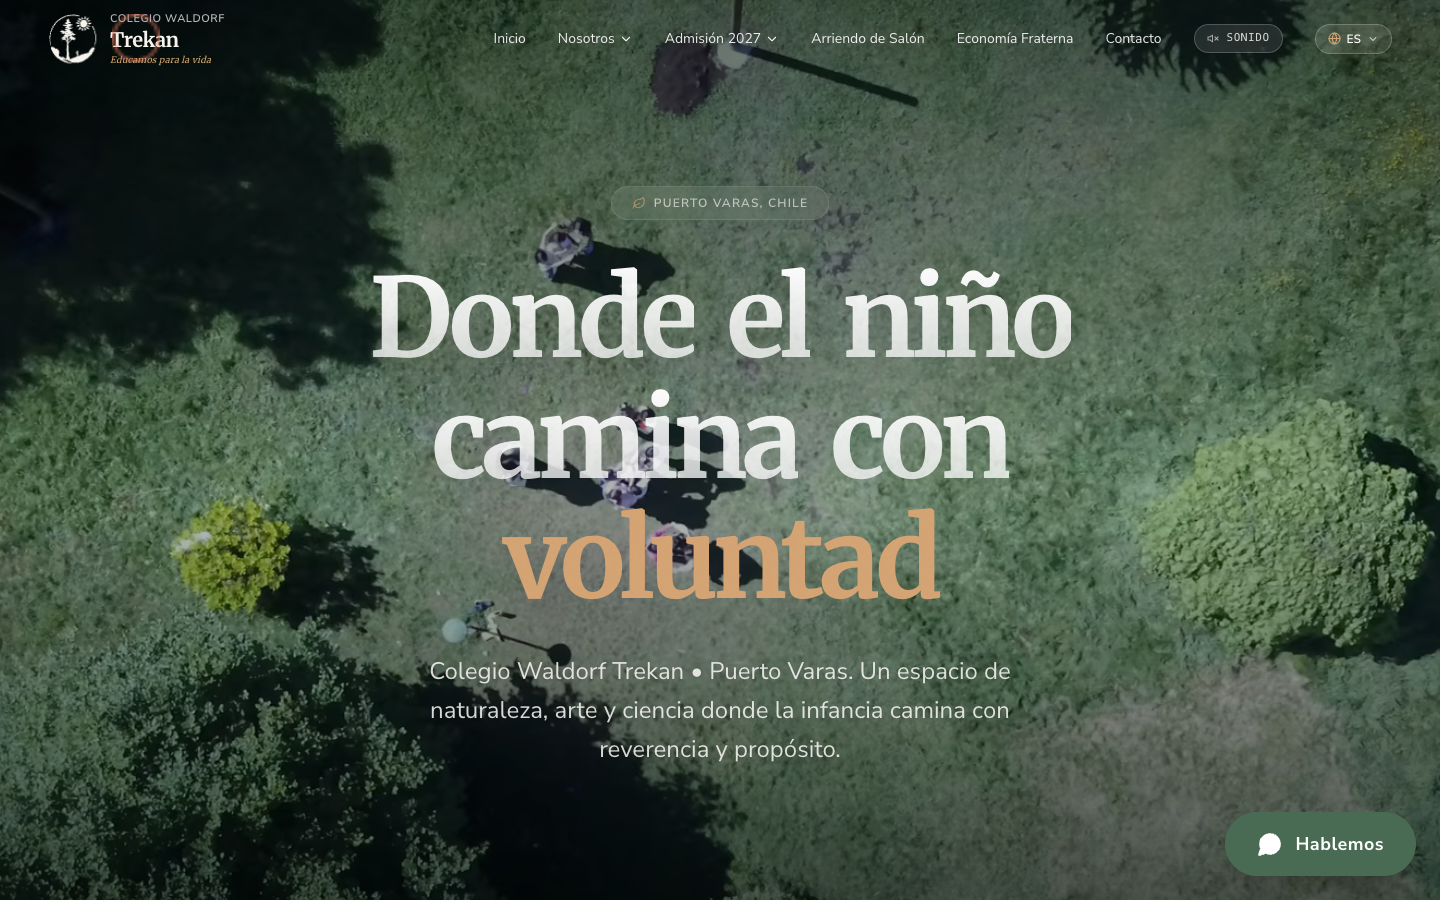 COLEGIO WALDORF
Trekan
Educamos para la vida
Inicio
Nosotros
Admisión 2027
Arriendo de Salón
Economía Fraterna
Contacto
SONIDO
ES
PUERTO VARAS, CHILE
Donde el niño
camina con
voluntad
Colegio Waldorf Trekan • Puerto Varas. Un espacio de
naturaleza, arte y ciencia donde la infancia camina con
reverencia y propósito.
Hablemos